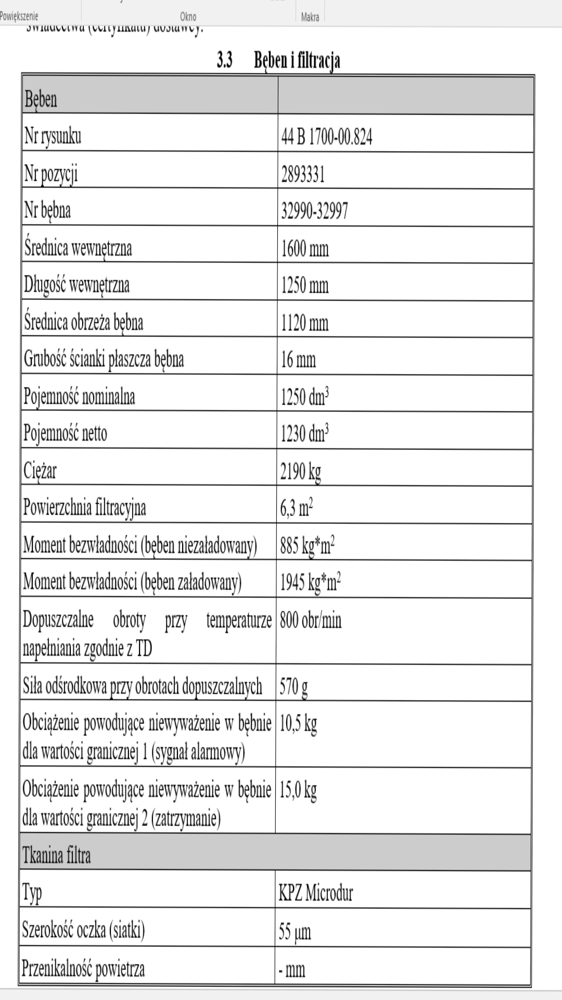 Powiększenie
Okno
Makra
świadectwa (certyfikatu) dostawcy.
3.3 Bęben i filtracja
Bęben
Nr rysunku 44 B 1700-00.824
Nr pozycji 2893331
Nr bębna 32990-32997
Średnica wewnętrzna 1600 mm
Długość wewnętrzna 1250 mm
Średnica obrzeża bębna 1120 mm
Grubość ścianki płaszcza bębna 16 mm
Pojemność nominalna 1250 dm³
Pojemność netto 1230 dm³
Ciężar 2190 kg
Powierzchnia filtracyjna 6,3 m²
Moment bezwładności (bęben niezaładowany) 885 kg*m²
Moment bezwładności (bęben załadowany) 1945 kg*m²
Dopuszczalne obroty przy temperaturze 800 obr/min
napełniania zgodnie z TD
Siła odśrodkowa przy obrotach dopuszczalnych 570 g
Obciążenie powodujące niewyważenie w bębnie 10,5 kg
dla wartości granicznej 1 (sygnał alarmowy)
Obciążenie powodujące niewyważenie w bębnie 15,0 kg
dla wartości granicznej 2 (zatrzymanie)
Tkanina filtra
Typ KPZ Microdur
Szerokość oczka (siatki) 55 µm
Przenikalność powietrza - mm